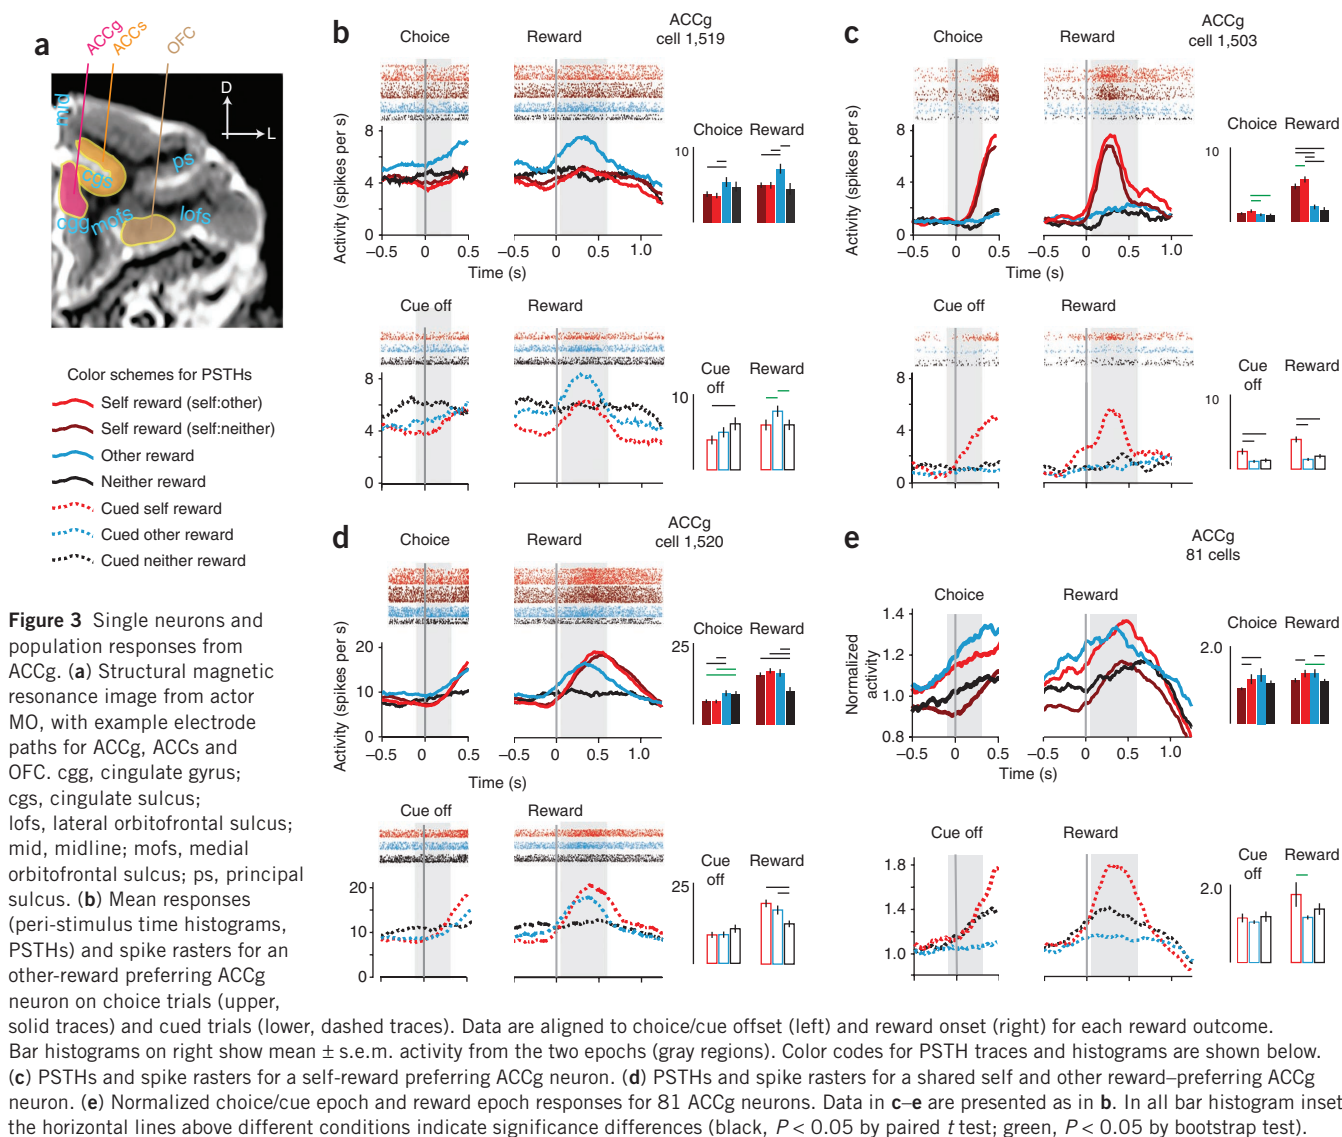 a
ACCg
ACCs
OFC
mid
D
L
cgs
ps
cgg
mofs
lofs
Color schemes for PSTHs
Self reward (self:other)
Self reward (self:neither)
Other reward
Neither reward
Cued self reward
Cued other reward
Cued neither reward
b
Choice
Reward
ACCg
cell 1,519
Activity (spikes per s)
8
4
0
–0.5 0 0.5
–0.5 0 0.5 1.0
Time (s)
Choice Reward
10
Cue off
Reward
8
4
0
Cue
off
Reward
10
c
Choice
Reward
ACCg
cell 1,503
Activity (spikes per s)
8
4
0
–0.5 0 0.5
–0.5 0 0.5 1.0
Time (s)
Choice
Reward
10
Cue off
Reward
8
4
0
Cue
off
Reward
10
d
Choice
Reward
ACCg
cell 1,520
Activity (spikes per s)
20
10
0
–0.5 0 0.5
–0.5 0 0.5 1.0
Time (s)
Choice Reward
25
Cue off
Reward
20
10
0
Cue
off
Reward
25
e
Choice
Reward
ACCg
81 cells
Normalized
activity
1.4
1.2
1.0
0.8
–0.5 0 0.5
–0.5 0 0.5 1.0
Time (s)
Choice Reward
2.0
Cue off
Reward
1.8
1.4
1.0
Cue
off
Reward
2.0
Figure 3 Single neurons and
population responses from
ACCg. (a) Structural magnetic
resonance image from actor
MO, with example electrode
paths for ACCg, ACCs and
OFC. cgg, cingulate gyrus;
cgs, cingulate sulcus;
lofs, lateral orbitofrontal sulcus;
mid, midline; mofs, medial
orbitofrontal sulcus; ps, principal
sulcus. (b) Mean responses
(peri-stimulus time histograms,
PSTHs) and spike rasters for an
other-reward preferring ACCg
neuron on choice trials (upper,
solid traces) and cued trials (lower, dashed traces). Data are aligned to choice/cue offset (left) and reward onset (right) for each reward outcome.
Bar histograms on right show mean ± s.e.m. activity from the two epochs (gray regions). Color codes for PSTH traces and histograms are shown below.
(c) PSTHs and spike rasters for a self-reward preferring ACCg neuron. (d) PSTHs and spike rasters for a shared self and other reward–preferring ACCg
neuron. (e) Normalized choice/cue epoch and reward epoch responses for 81 ACCg neurons. Data in c–e are presented as in b. In all bar histogram inset
the horizontal lines above different conditions indicate significance differences (black, P < 0.05 by paired t test; green, P < 0.05 by bootstrap test).